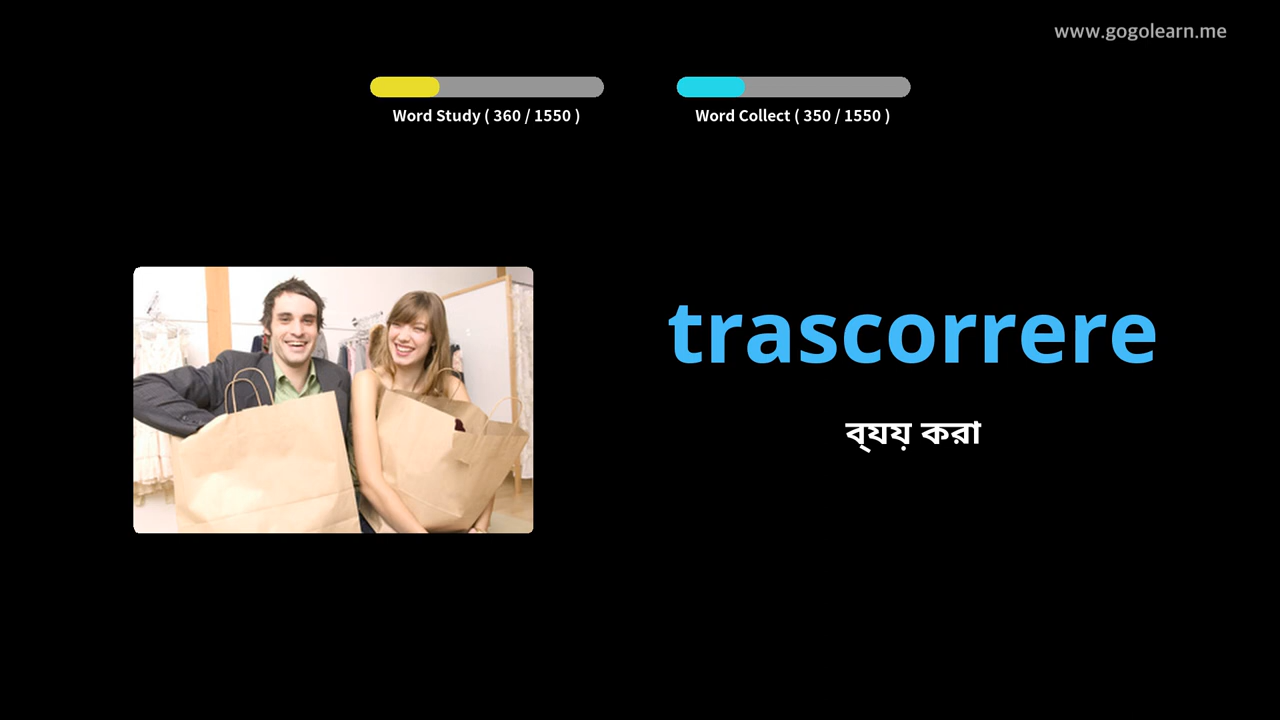 www.gogolearn.me
Word Study ( 360 / 1550 )
Word Collect ( 350 / 1550 )
trascorrere
ব্যয় করা